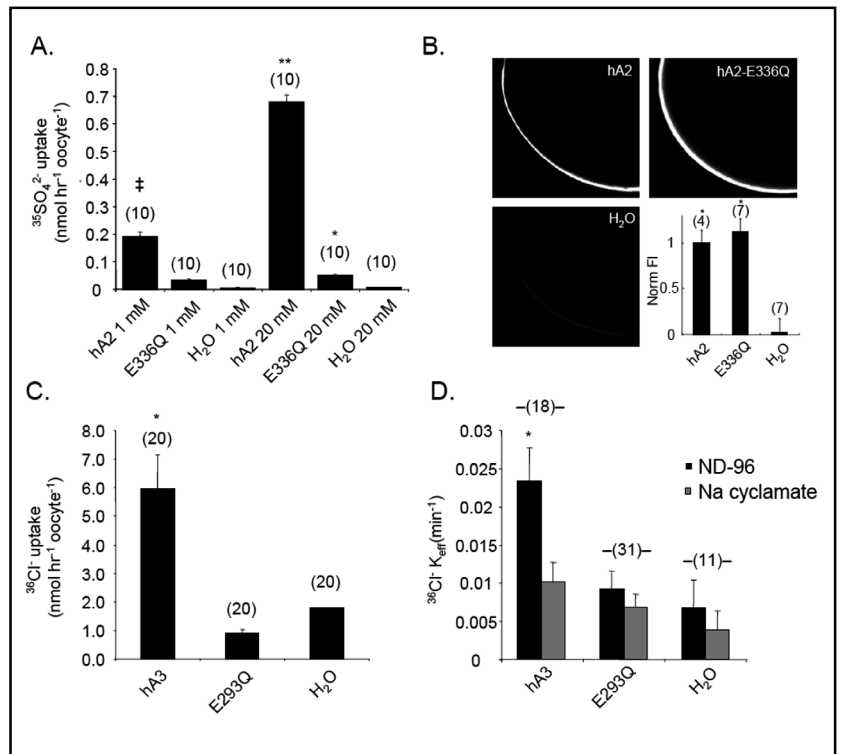 A.
³⁵SO₄²⁻ uptake
(nmol hr⁻¹ oocyte⁻¹)
0.8
0.7
0.6
0.5
0.4
0.3
0.2
0.1
0
‡
(10)
(10)
(10)
**
(10)
*
(10)
(10)
hA2 1 mM
E336Q 1 mM
H₂O 1 mM
hA2 20 mM
E336Q 20 mM
H₂O 20 mM
B.
hA2
hA2-E336Q
H₂O
Norm FI
1
0.5
0
*
(4)
*
(7)
(7)
hA2
E336Q
H₂O
C.
³⁶Cl⁻ uptake
(nmol hr⁻¹ oocyte⁻¹)
8.0
7.0
6.0
5.0
4.0
3.0
2.0
1.0
0.0
*
(20)
(20)
(20)
hA3
E293Q
H₂O
D.
³⁶Cl⁻ K_eff(min⁻¹)
0.03
0.025
0.02
0.015
0.01
0.005
0
–(18)–
*
–(31)–
–(11)–
ND-96
Na cyclamate
hA3
E293Q
H₂O